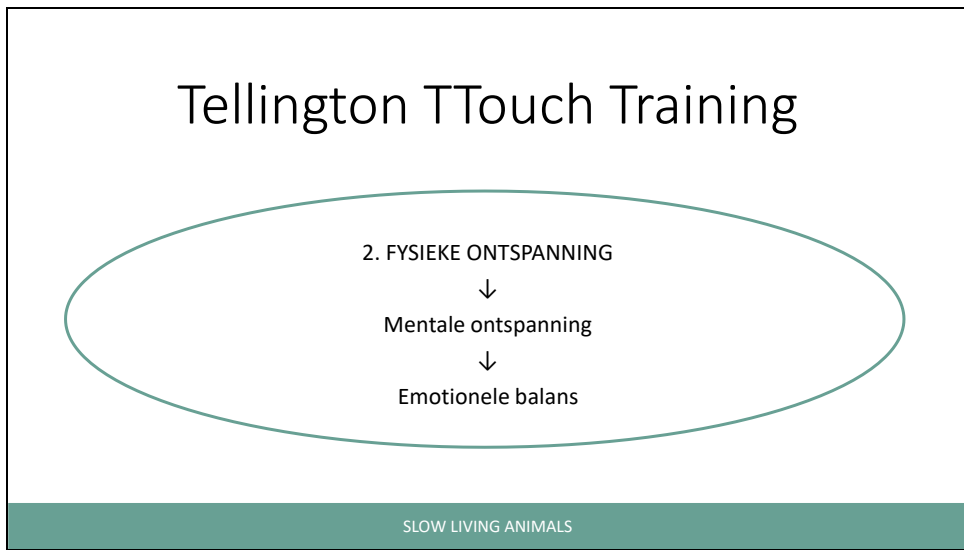 Tellington TTouch Training
2. FYSIEKE ONTSPANNING
↓
Mentale ontspanning
↓
Emotionele balans
SLOW LIVING ANIMALS